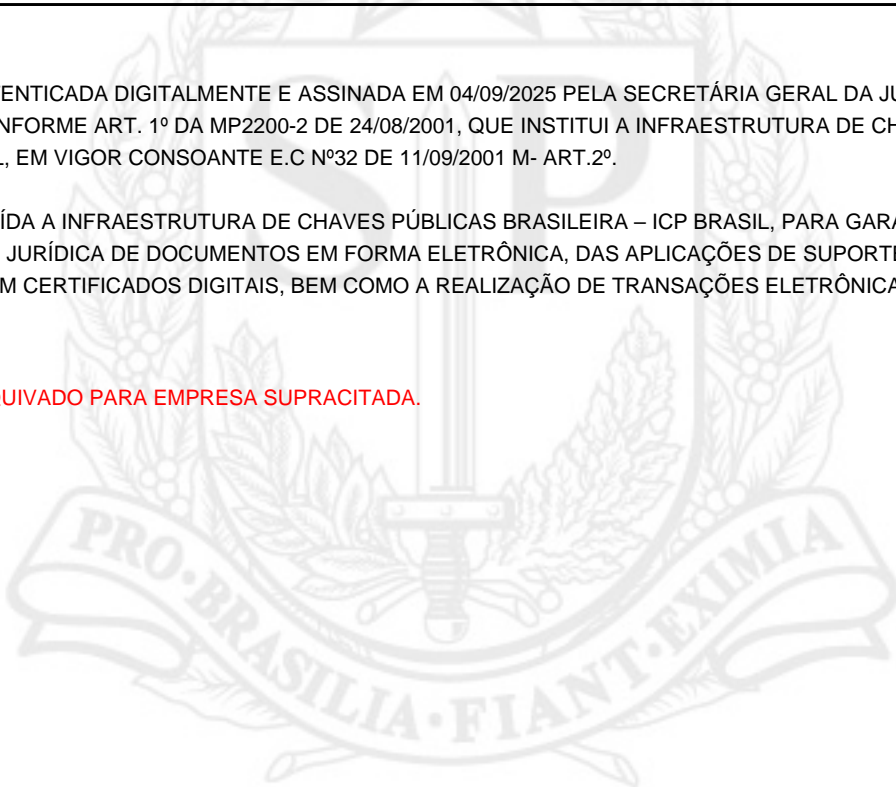 ENTICADA DIGITALMENTE E ASSINADA EM 04/09/2025 PELA SECRETÁRIA GERAL DA JU
NFORME ART. 1º DA MP2200-2 DE 24/08/2001, QUE INSTITUI A INFRAESTRUTURA DE CH
L, EM VIGOR CONSOANTE E.C Nº32 DE 11/09/2001 M- ART.2º.
ÍDA A INFRAESTRUTURA DE CHAVES PÚBLICAS BRASILEIRA – ICP BRASIL, PARA GARA
JURÍDICA DE DOCUMENTOS EM FORMA ELETRÔNICA, DAS APLICAÇÕES DE SUPORTE
M CERTIFICADOS DIGITAIS, BEM COMO A REALIZAÇÃO DE TRANSAÇÕES ELETRÔNICA
UIVADO PARA EMPRESA SUPRACITADA.
SP
PRO·BRASILIA·FIANT·EXIMIA